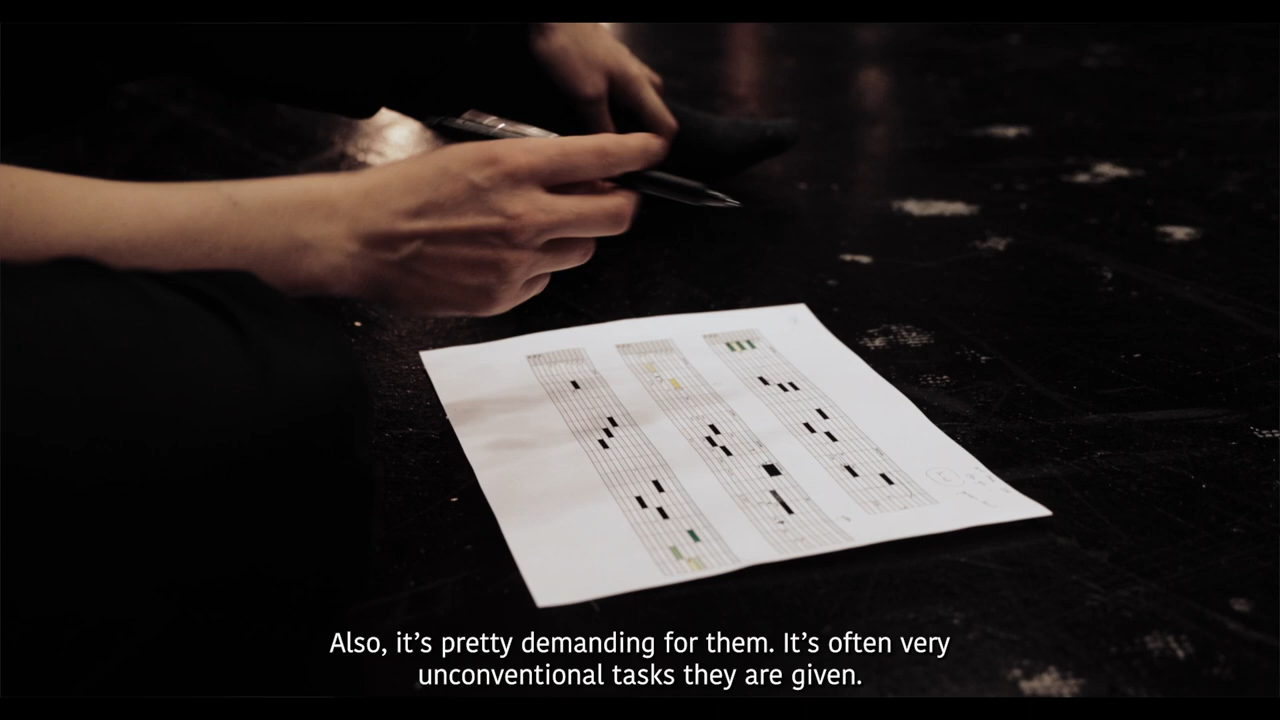 Also, it's pretty demanding for them. It's often very
unconventional tasks they are given.